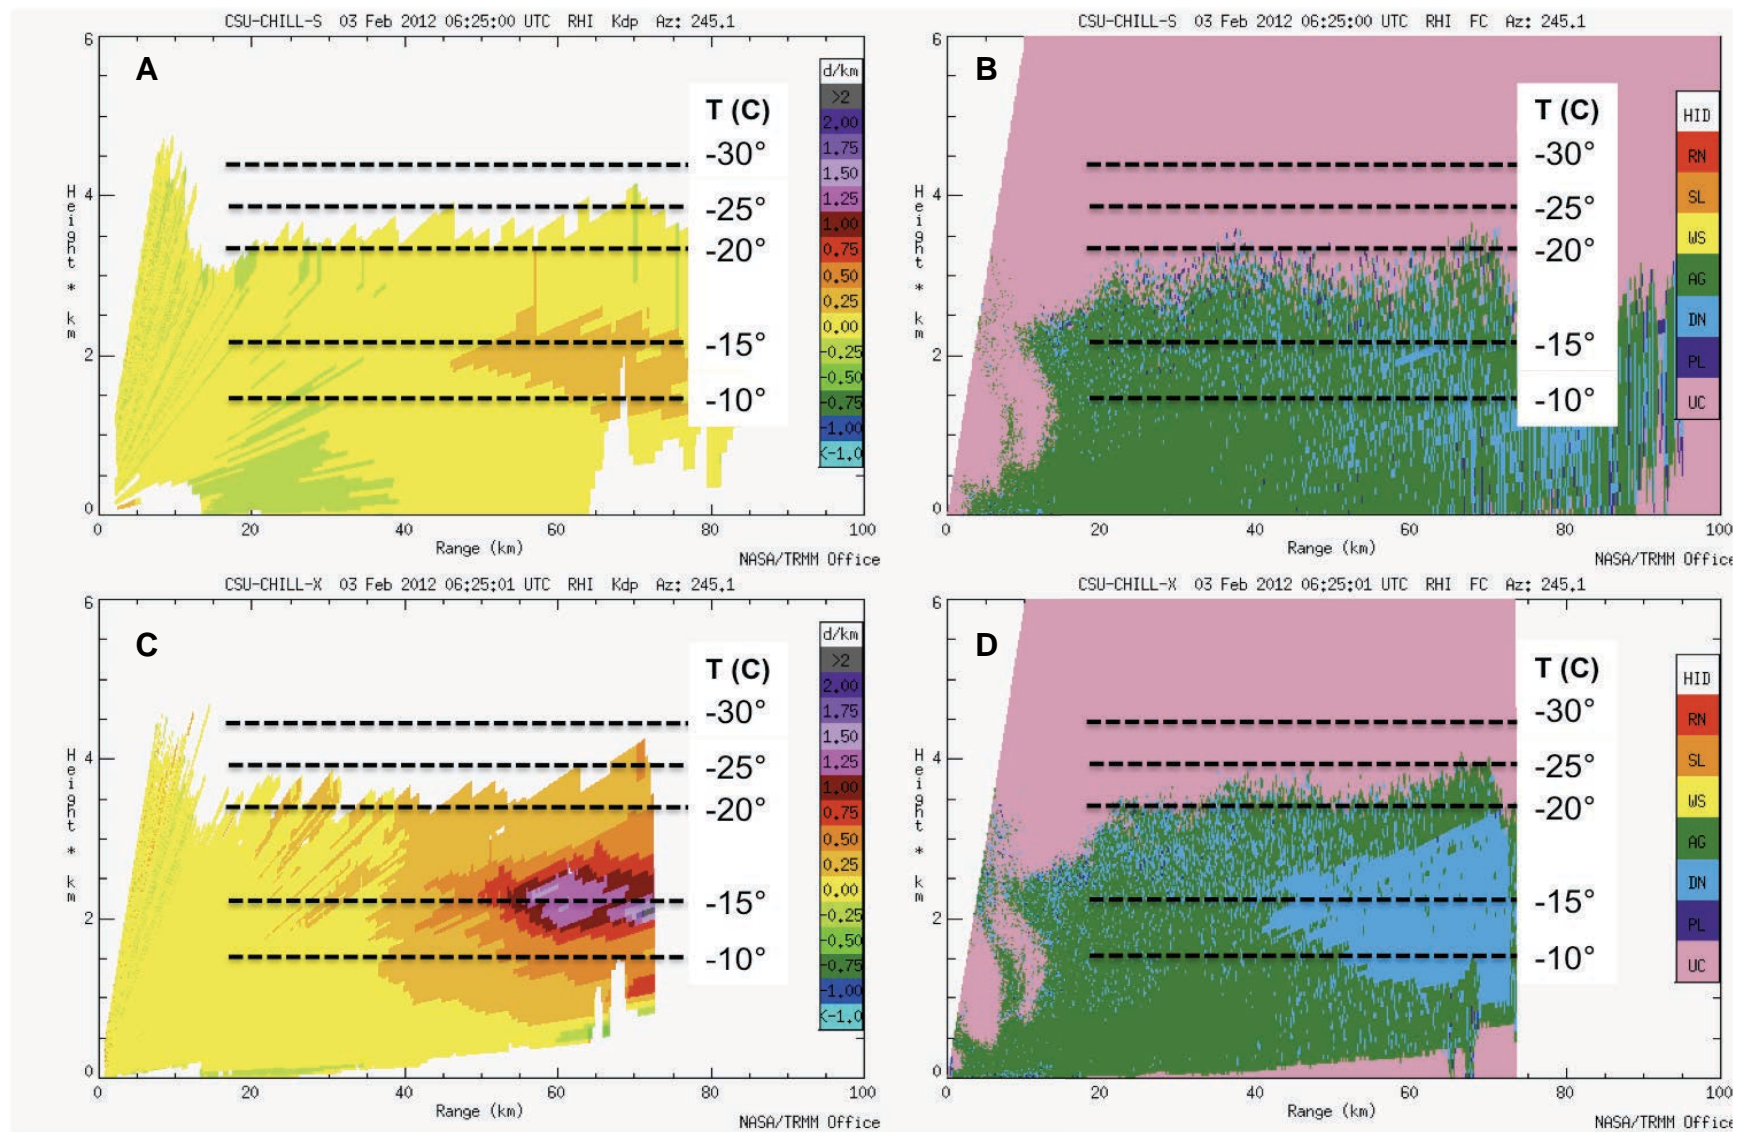 CSU-CHILL-S 03 Feb 2012 06:25:00 UTC RHI Kdp Az: 245.1
A
6
4
2
0
Height * km
0 20 40 60 80 100
Range (km)
NASA/TRMM Office
d/km
>2
2.00
1.75
1.50
1.25
1.00
0.75
0.50
0.25
0.00
-0.25
-0.50
-0.75
-1.00
<-1.0
T (C)
-30°
-25°
-20°
-15°
-10°
CSU-CHILL-S 03 Feb 2012 06:25:00 UTC RHI FC Az: 245.1
B
6
4
2
0
Height * km
0 20 40 60 80 100
Range (km)
NASA/TRMM Office
T (C)
-30°
-25°
-20°
-15°
-10°
HID
RN
SL
WS
AG
DN
PL
UC
CSU-CHILL-X 03 Feb 2012 06:25:01 UTC RHI Kdp Az: 245.1
C
6
4
2
0
Height * km
0 20 40 60 80 100
Range (km)
NASA/TRMM Office
d/km
>2
2.00
1.75
1.50
1.25
1.00
0.75
0.50
0.25
0.00
-0.25
-0.50
-0.75
-1.00
<-1.0
T (C)
-30°
-25°
-20°
-15°
-10°
CSU-CHILL-X 03 Feb 2012 06:25:01 UTC RHI FC Az: 245.1
D
6
4
2
0
Height * km
0 20 40 60 80 100
Range (km)
NASA/TRMM Office
T (C)
-30°
-25°
-20°
-15°
-10°
HID
RN
SL
WS
AG
DN
PL
UC